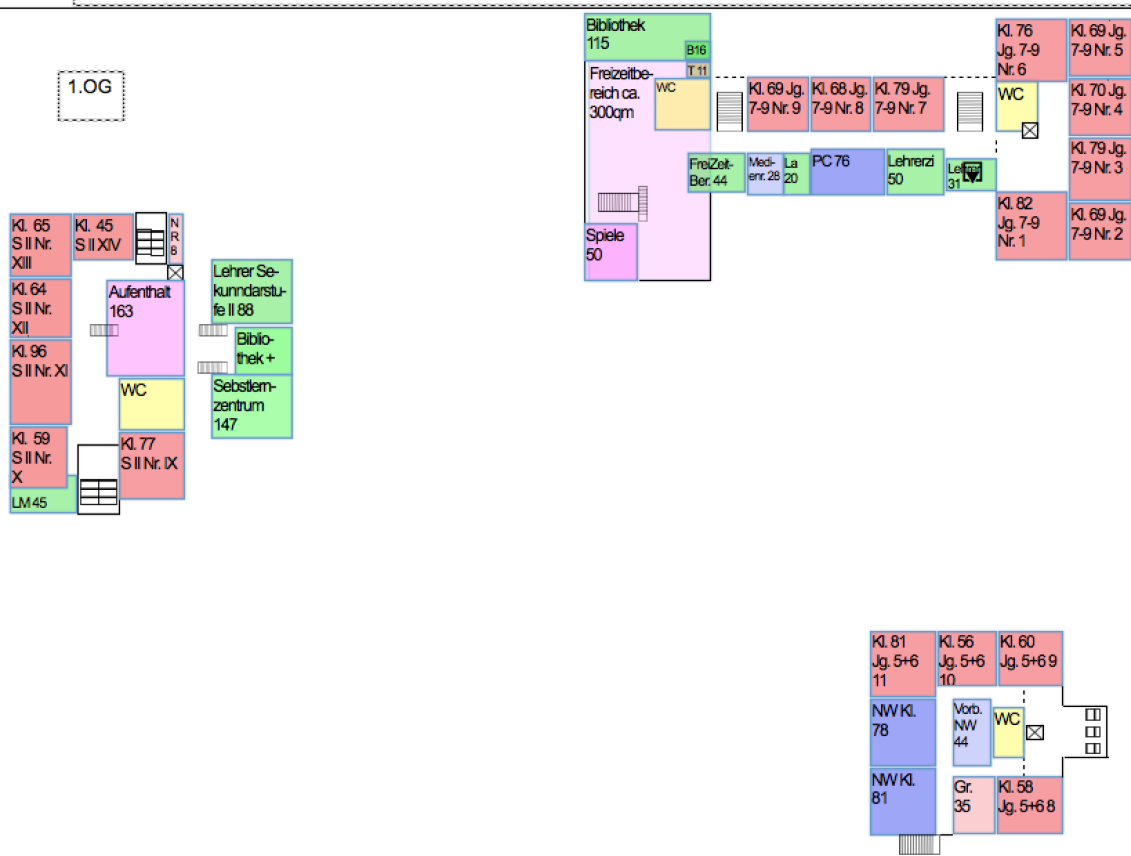 1.OG
Bibliothek
115
B16
T 11
Freizeitbe-
reich ca.
300qm
WC
Kl. 69 Jg.
7-9 Nr. 9
Kl. 68 Jg.
7-9 Nr. 8
Kl. 79 Jg.
7-9 Nr. 7
Kl. 76
Jg. 7-9
Nr. 6
Kl. 69 Jg.
7-9 Nr. 5
WC
Kl. 70 Jg.
7-9 Nr. 4
Kl. 79 Jg.
7-9 Nr. 3
Kl. 82
Jg. 7-9
Nr. 1
Kl. 69 Jg.
7-9 Nr. 2
FreiZeit-
Ber. 44
Medi-
enr. 28
La
20
PC 76
Lehrerzi
50
Lehrer
31
Spiele
50
Kl. 65
S II Nr.
XIII
Kl. 45
S II XIV
N
R
8
Kl. 64
S II Nr.
XII
Aufenthalt
163
Kl. 96
S II Nr. XI
WC
Kl. 59
S II Nr.
X
Kl. 77
S II Nr. IX
LM 45
Lehrer Se-
kunndarstu-
fe II 88
Biblio-
thek +
Sebstlern-
zentrum
147
Kl. 81
Jg. 5+6
11
Kl. 56
Jg. 5+6
10
Kl. 60
Jg. 5+6 9
NW Kl.
78
Vorb.
NW
44
WC
NW Kl.
81
Gr.
35
Kl. 58
Jg. 5+6 8